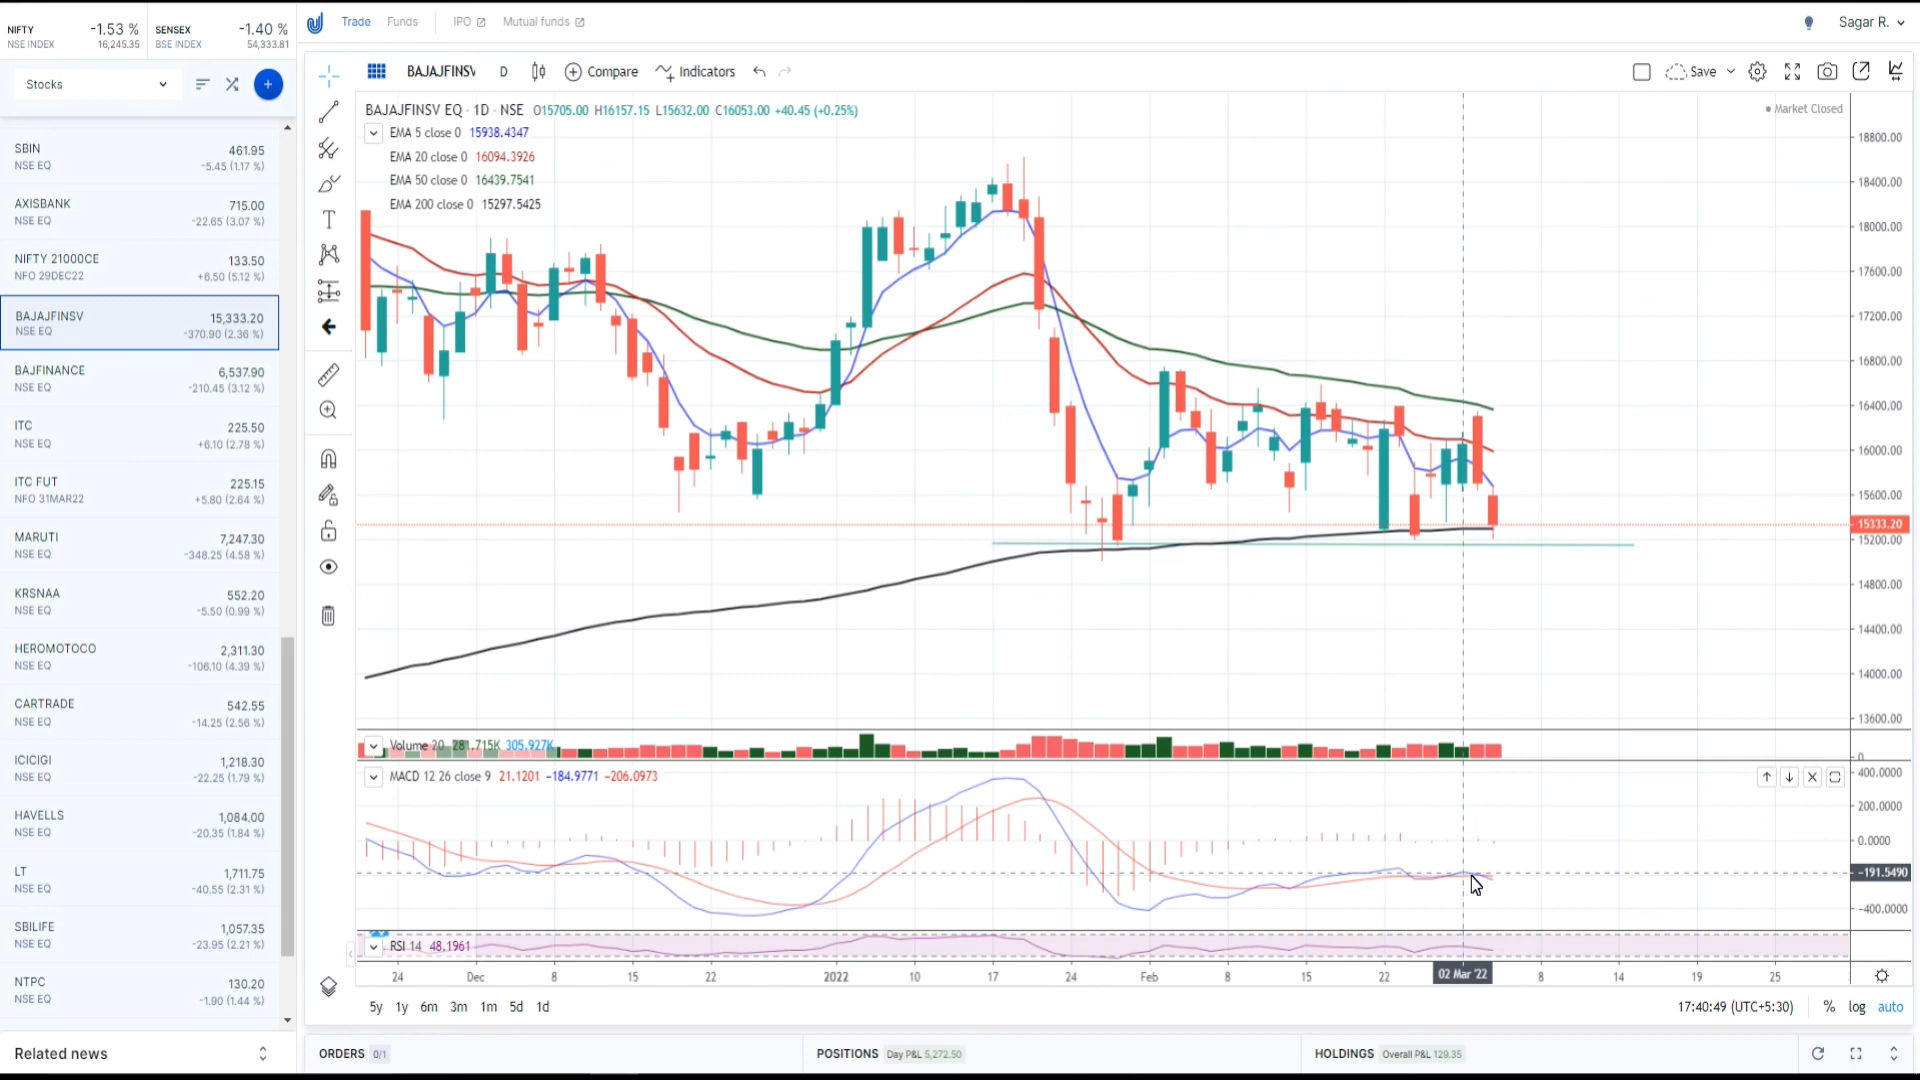 NIFTY -1.53 % SENSEX -1.40 %
NSE INDEX 16,245.35 BSE INDEX 54,333.81
Trade Funds IPO Mutual funds Sagar R.
Stocks
SBIN 461.95
NSE EQ -5.45 (1.17 %)
AXISBANK 715.00
NSE EQ -22.65 (3.07 %)
NIFTY 21000CE 133.50
NFO 29DEC22 +6.50 (5.12 %)
BAJAJFINSV 15,333.20
NSE EQ -370.90 (2.36 %)
BAJFINANCE 6,537.90
NSE EQ -210.45 (3.12 %)
ITC 225.50
NSE EQ +6.10 (2.78 %)
ITC FUT 225.15
NFO 31MAR22 +5.80 (2.64 %)
MARUTI 7,247.30
NSE EQ -348.25 (4.58 %)
KRSNAA 552.20
NSE EQ -5.50 (0.99 %)
HEROMOTOCO 2,311.30
NSE EQ -106.10 (4.39 %)
CARTRADE 542.55
NSE EQ -14.25 (2.56 %)
ICICIGI 1,218.30
NSE EQ -22.25 (1.79 %)
HAVELLS 1,084.00
NSE EQ -20.35 (1.84 %)
LT 1,711.75
NSE EQ -40.55 (2.31 %)
SBILIFE 1,057.35
NSE EQ -23.95 (2.21 %)
NTPC 130.20
NSE EQ -1.90 (1.44 %)
Related news
BAJAJFINSV D Compare Indicators Save
BAJAJFINSV EQ · 1D · NSE O15705.00 H16157.15 L15632.00 C16053.00 +40.45 (+0.25%)
Market Closed
EMA 5 close 0 15938.4347
EMA 20 close 0 16094.3926
EMA 50 close 0 16439.7541
EMA 200 close 0 15297.5425
18800.00
18400.00
18000.00
17600.00
17200.00
16800.00
16400.00
16000.00
15600.00
15333.20
15200.00
14800.00
14400.00
14000.00
13600.00
Volume 20 281.715K 305.927K
0
MACD 12 26 close 9 21.1201 −184.9771 −206.0973
400.0000
200.0000
0.0000
−191.5490
−400.0000
RSI 14 48.1961
24 Dec 8 15 22 2022 10 17 24 Feb 8 15 22 02 Mar '22 8 14 19 25
5y 1y 6m 3m 1m 5d 1d 17:40:49 (UTC+5:30) % log auto
ORDERS 0/1 POSITIONS Day P&L 5,272.50 HOLDINGS Overall P&L 129.35